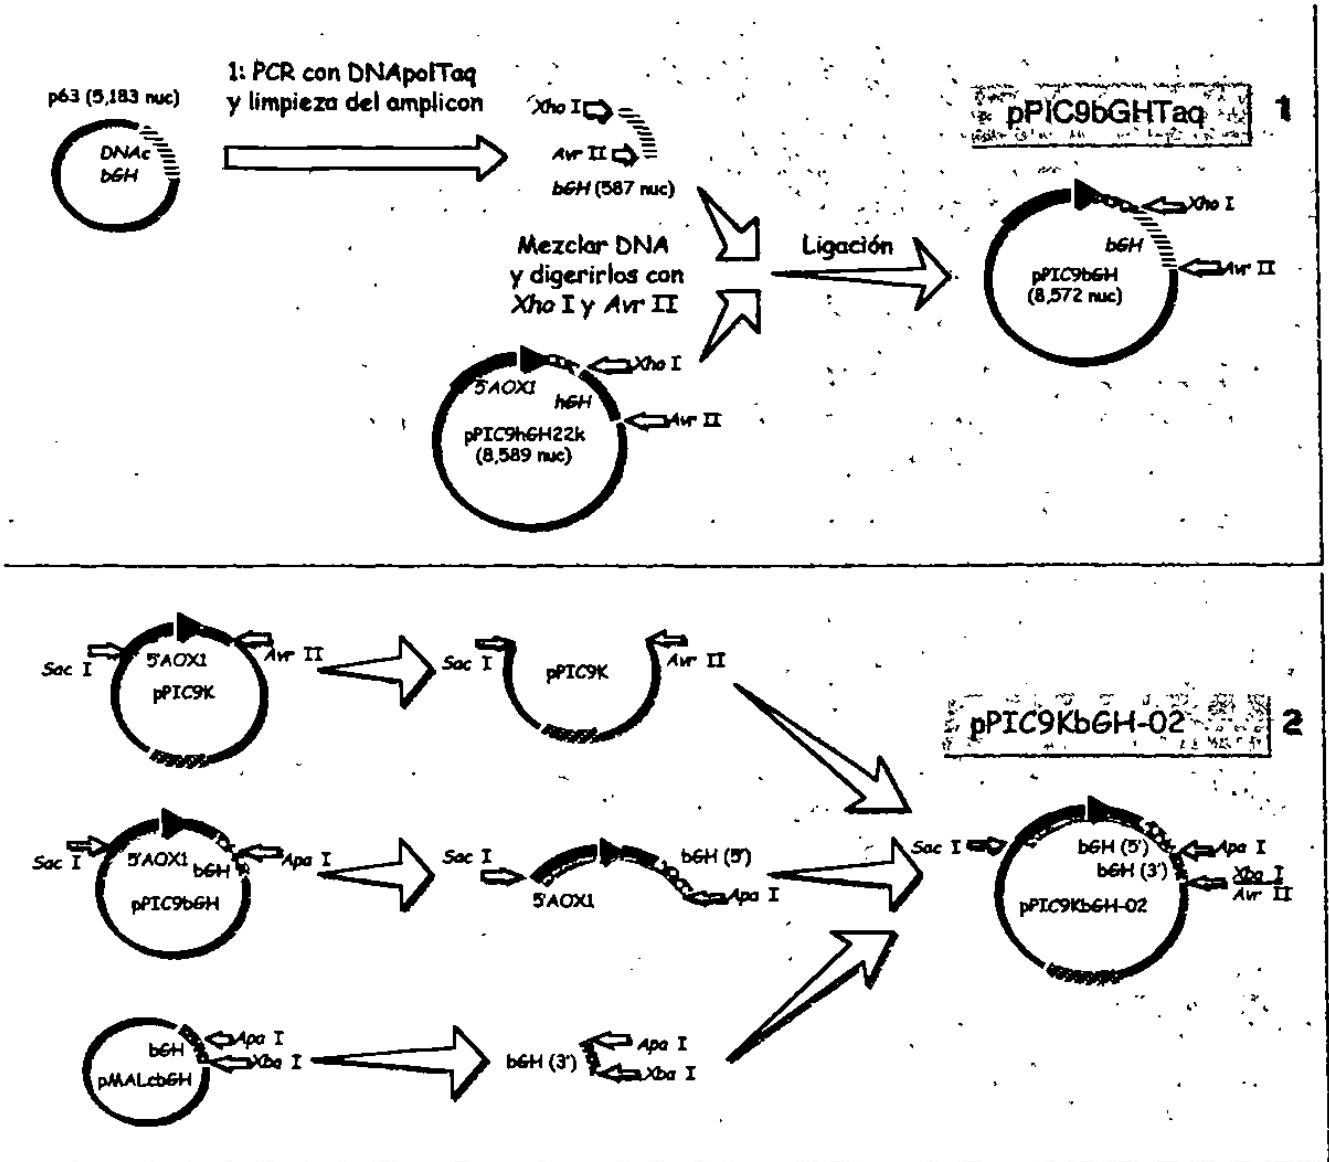 1: PCR con DNApolTaq
y limpieza del amplicon
p63 (5,183 nuc)
DNAc
bGH
Xho I
Avr II
bGH (587 nuc)
pPIC9bGHTaq
1
Mezclar DNA
y digerirlos con
Xho I y Avr II
Ligación
Xho I
bGH
Avr II
pPIC9bGH
(8,572 nuc)
Xho I
5'AOX1
hGH
Avr II
pPIC9hGH22k
(8,589 nuc)
Sac I
5'AOX1
Avr II
pPIC9K
Sac I
pPIC9K
Avr II
pPIC9KbGH-02
2
Sac I
5'AOX1
bGH
Apa I
pPIC9bGH
Sac I
bGH (5')
5'AOX1
Apa I
Sac I
bGH (5')
Apa I
bGH (3')
Xba I
Avr II
pPIC9KbGH-02
bGH
Apa I
Xba I
pMALcbGH
bGH (3')
Apa I
Xba I